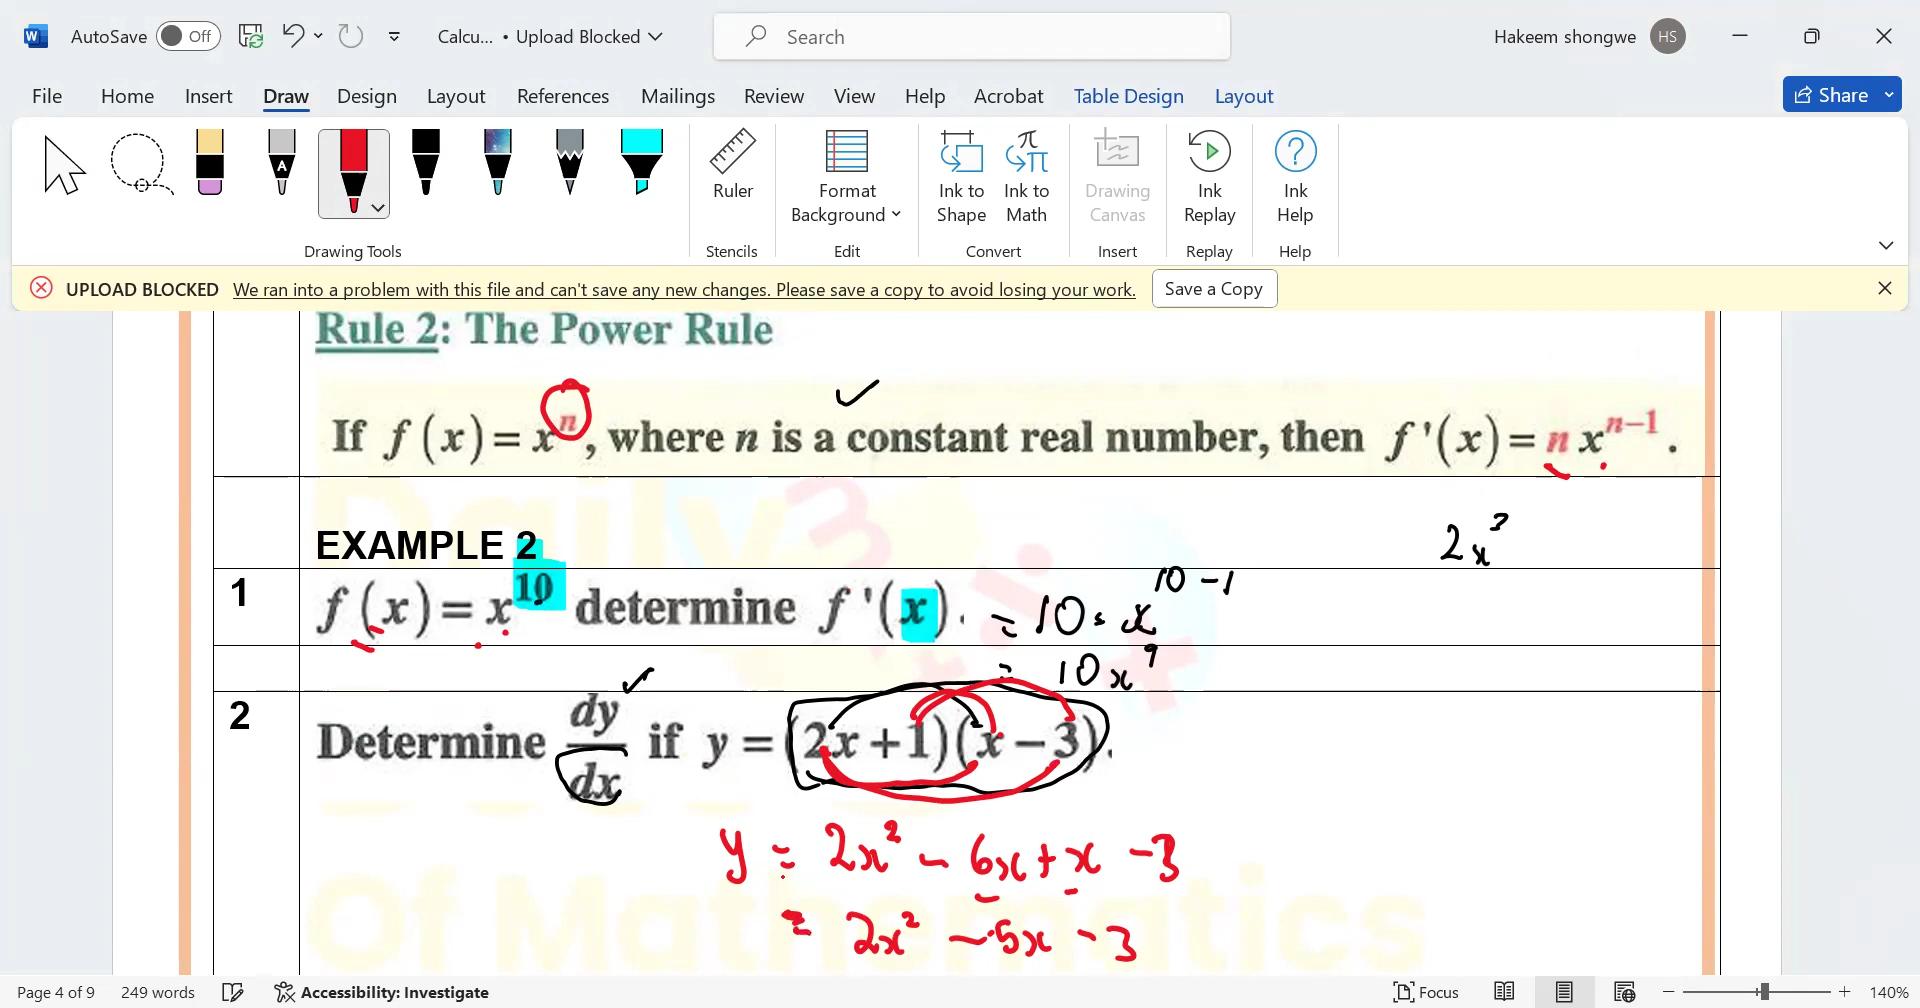 AutoSave Off Calcu... • Upload Blocked Search Hakeem shongwe HS
File Home Insert Draw Design Layout References Mailings Review View Help Acrobat Table Design Layout Share
A
Ruler Format Background Ink to Shape Ink to Math Drawing Canvas Ink Replay Ink Help
Drawing Tools Stencils Edit Convert Insert Replay Help
UPLOAD BLOCKED We ran into a problem with this file and can't save any new changes. Please save a copy to avoid losing your work. Save a Copy
Rule 2: The Power Rule
If f(x) = xⁿ, where n is a constant real number, then f'(x) = n xⁿ⁻¹.
EXAMPLE 2 2x³
1 f(x) = x¹⁰ determine f'(x). = 10·x¹⁰⁻¹
= 10x⁹
2 Determine dy/dx if y = (2x+1)(x−3).
y = 2x² − 6x + x − 3
= 2x² − 5x − 3
Daily
Of Mathematics
Page 4 of 9 249 words Accessibility: Investigate Focus 140%